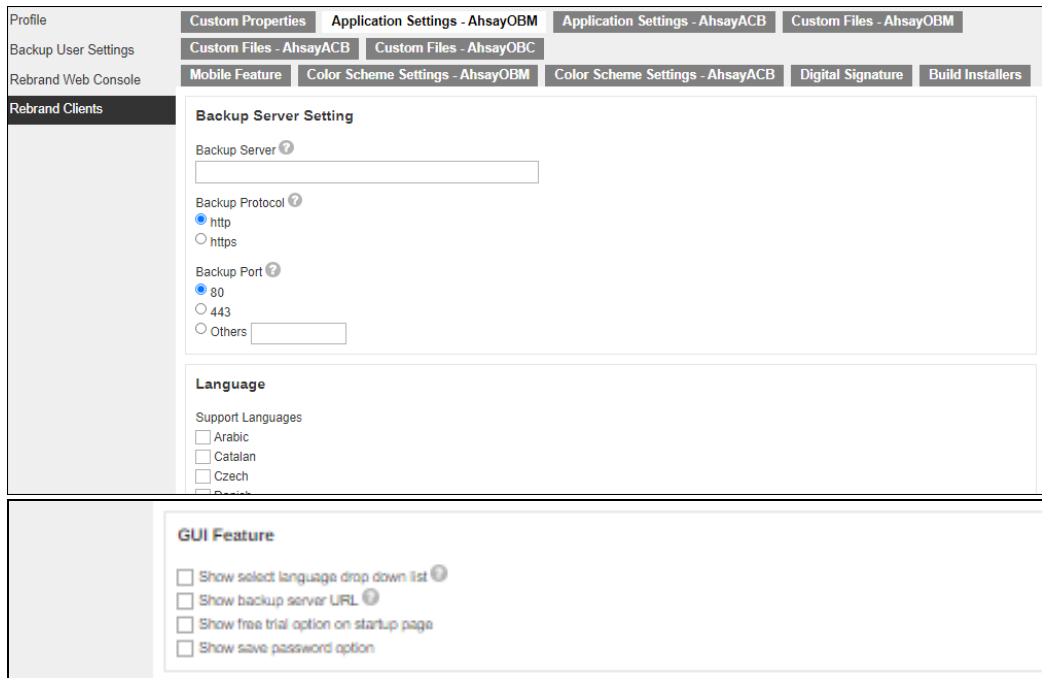 Profile
Backup User Settings
Rebrand Web Console
Rebrand Clients
Custom Properties Application Settings - AhsayOBM Application Settings - AhsayACB Custom Files - AhsayOBM
Custom Files - AhsayACB Custom Files - AhsayOBC
Mobile Feature Color Scheme Settings - AhsayOBM Color Scheme Settings - AhsayACB Digital Signature Build Installers
Backup Server Setting
Backup Server ?
Backup Protocol ?
http
https
Backup Port ?
80
443
Others
Language
Support Languages
Arabic
Catalan
Czech
Danish
GUI Feature
Show select language drop down list ?
Show backup server URL ?
Show free trial option on startup page
Show save password option